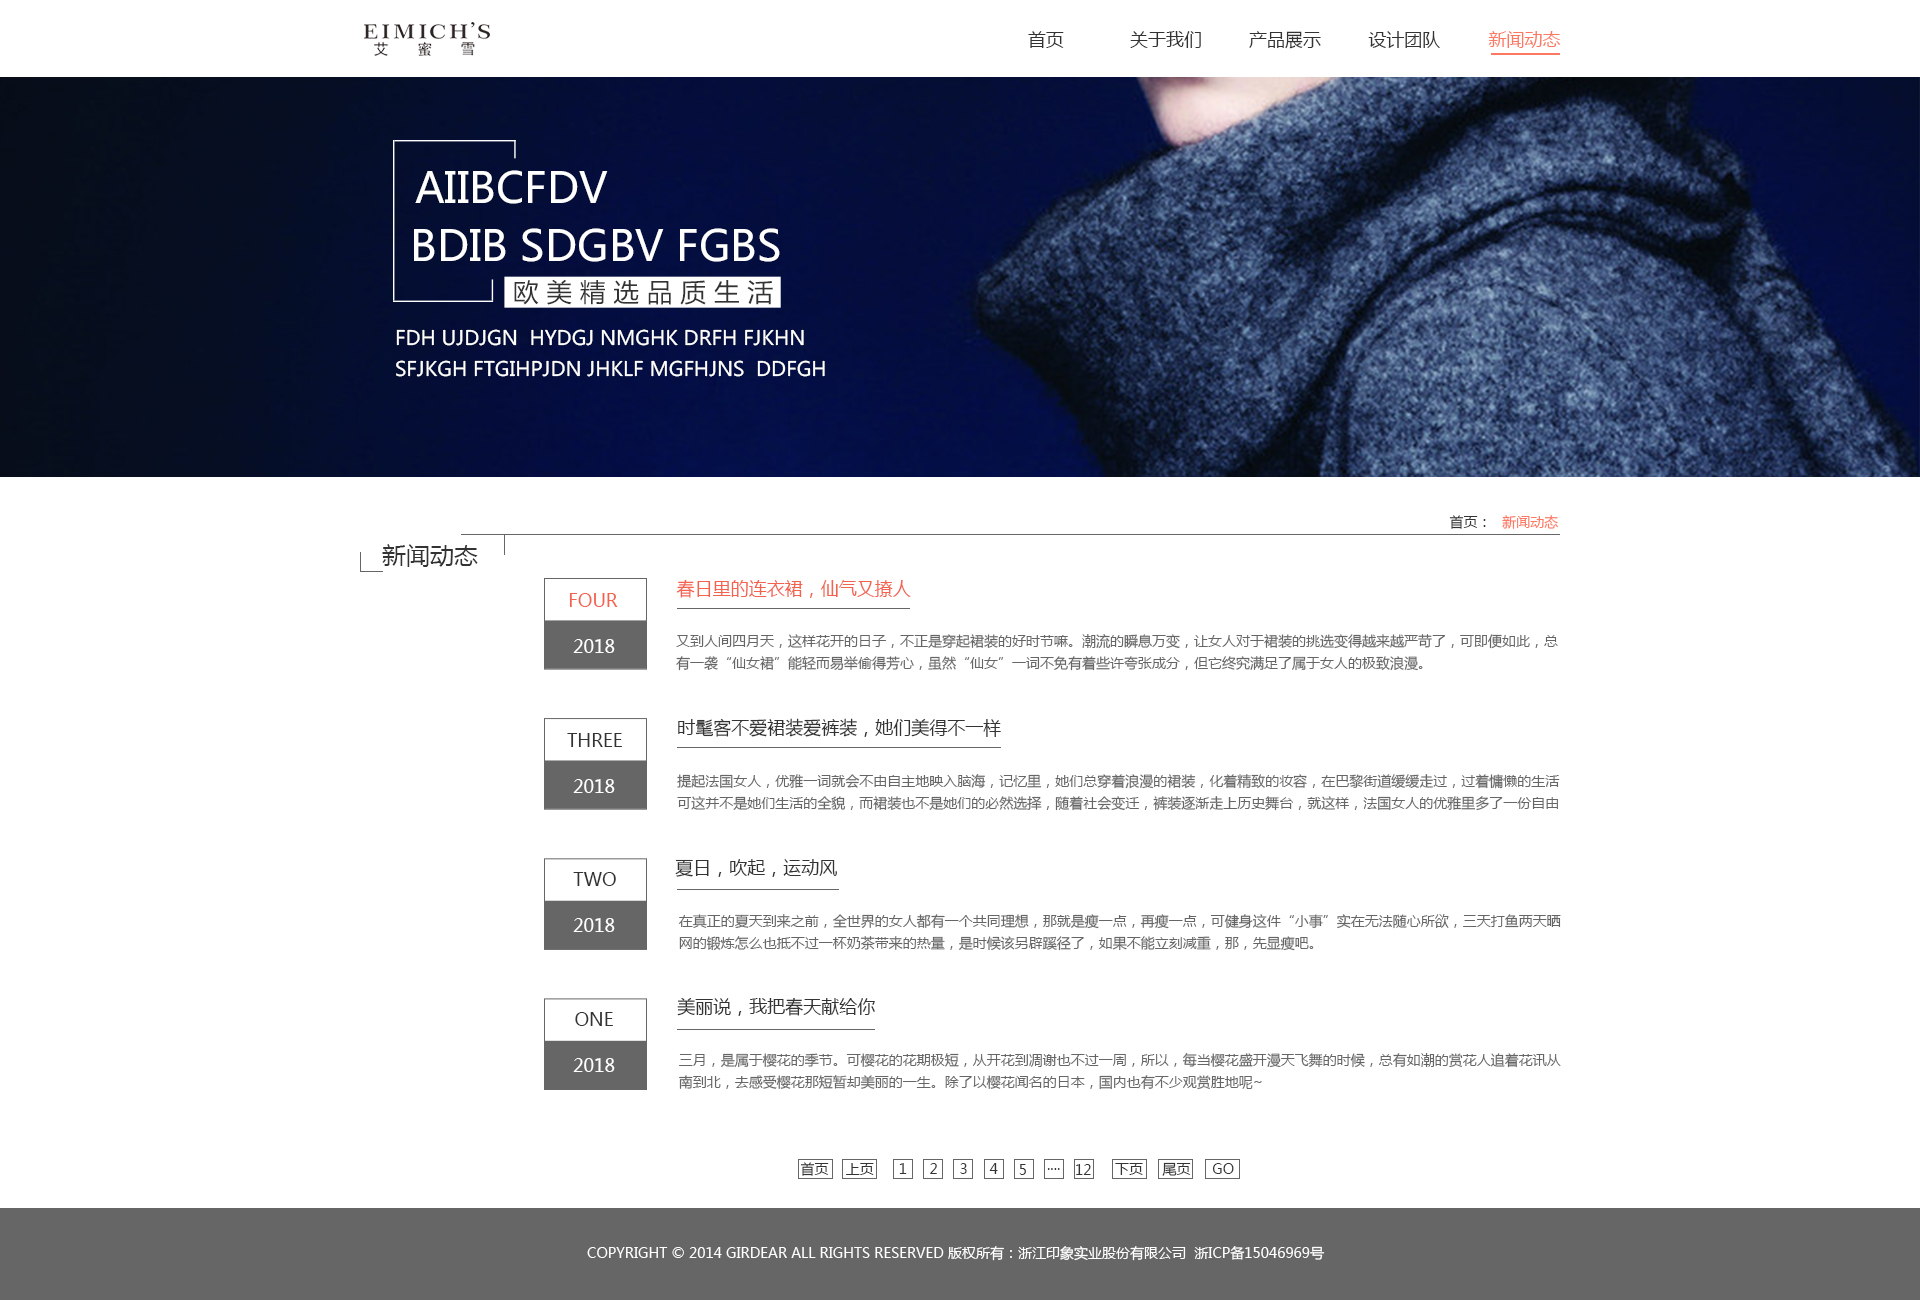 EIMICH'S
艾 蜜 雪
首页 关于我们 产品展示 设计团队 新闻动态
AIIBCFDV
BDIB SDGBV FGBS
欧美精选品质生活
FDH UJDJGN HYDGJ NMGHK DRFH FJKHN
SFJKGH FTGIHPJDN JHKLF MGFHJNS DDFGH
首页： 新闻动态
新闻动态
FOUR
2018
春日里的连衣裙，仙气又撩人
又到人间四月天，这样花开的日子，不正是穿起裙装的好时节嘛。潮流的瞬息万变，让女人对于裙装的挑选变得越来越严苛了，可即便如此，总
有一袭“仙女裙”能轻而易举偷得芳心，虽然“仙女”一词不免有着些许夸张成分，但它终究满足了属于女人的极致浪漫。
THREE
2018
时髦客不爱裙装爱裤装，她们美得不一样
提起法国女人，优雅一词就会不由自主地映入脑海，记忆里，她们总穿着浪漫的裙装，化着精致的妆容，在巴黎街道缓缓走过，过着慵懒的生活
可这并不是她们生活的全貌，而裙装也不是她们的必然选择，随着社会变迁，裤装逐渐走上历史舞台，就这样，法国女人的优雅里多了一份自由
TWO
2018
夏日，吹起，运动风
在真正的夏天到来之前，全世界的女人都有一个共同理想，那就是瘦一点，再瘦一点，可健身这件“小事”实在无法随心所欲，三天打鱼两天晒
网的锻炼怎么也抵不过一杯奶茶带来的热量，是时候该另辟蹊径了，如果不能立刻减重，那，先显瘦吧。
ONE
2018
美丽说，我把春天献给你
三月，是属于樱花的季节。可樱花的花期极短，从开花到凋谢也不过一周，所以，每当樱花盛开漫天飞舞的时候，总有如潮的赏花人追着花讯从
南到北，去感受樱花那短暂却美丽的一生。除了以樱花闻名的日本，国内也有不少观赏胜地呢~
首页 上页 1 2 3 4 5 ···· 12 下页 尾页 GO
COPYRIGHT © 2014 GIRDEAR ALL RIGHTS RESERVED 版权所有：浙江印象实业股份有限公司 浙ICP备15046969号